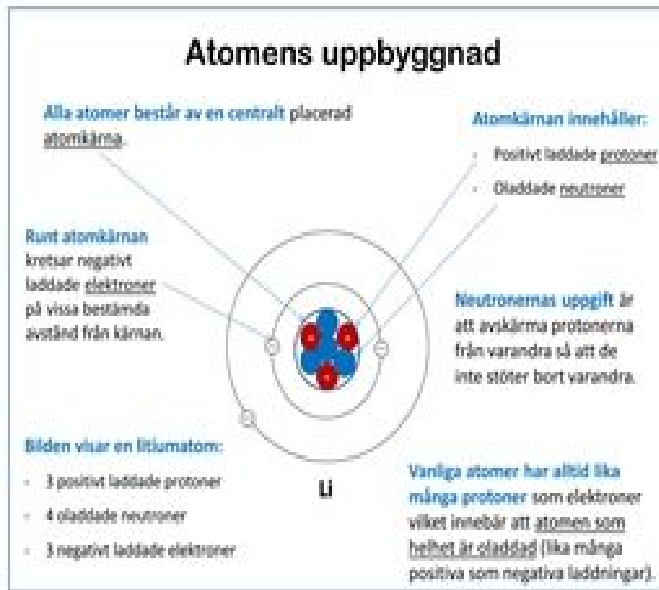 Atomens uppbyggnad
Alla atomer består av en centralt placerad
atomkärna.
Atomkärnan innehåller:
- Positivt laddade protoner
- Oladdade neutroner
Runt atomkärnan
kretsar negativt
laddade elektroner
på vissa bestämda
avstånd från kärnan.
Neutronernas uppgift är
att avskärma protonerna
från varandra så att de
inte stöter bort varandra.
Bilden visar en litiumatom:
- 3 positivt laddade protoner
- 4 oladdade neutroner
- 3 negativt laddade elektroner
Li
Vanliga atomer har alltid lika
många protoner som elektroner
vilket innebär att atomen som
helhet är oladdad (lika många
positiva som negativa laddningar).